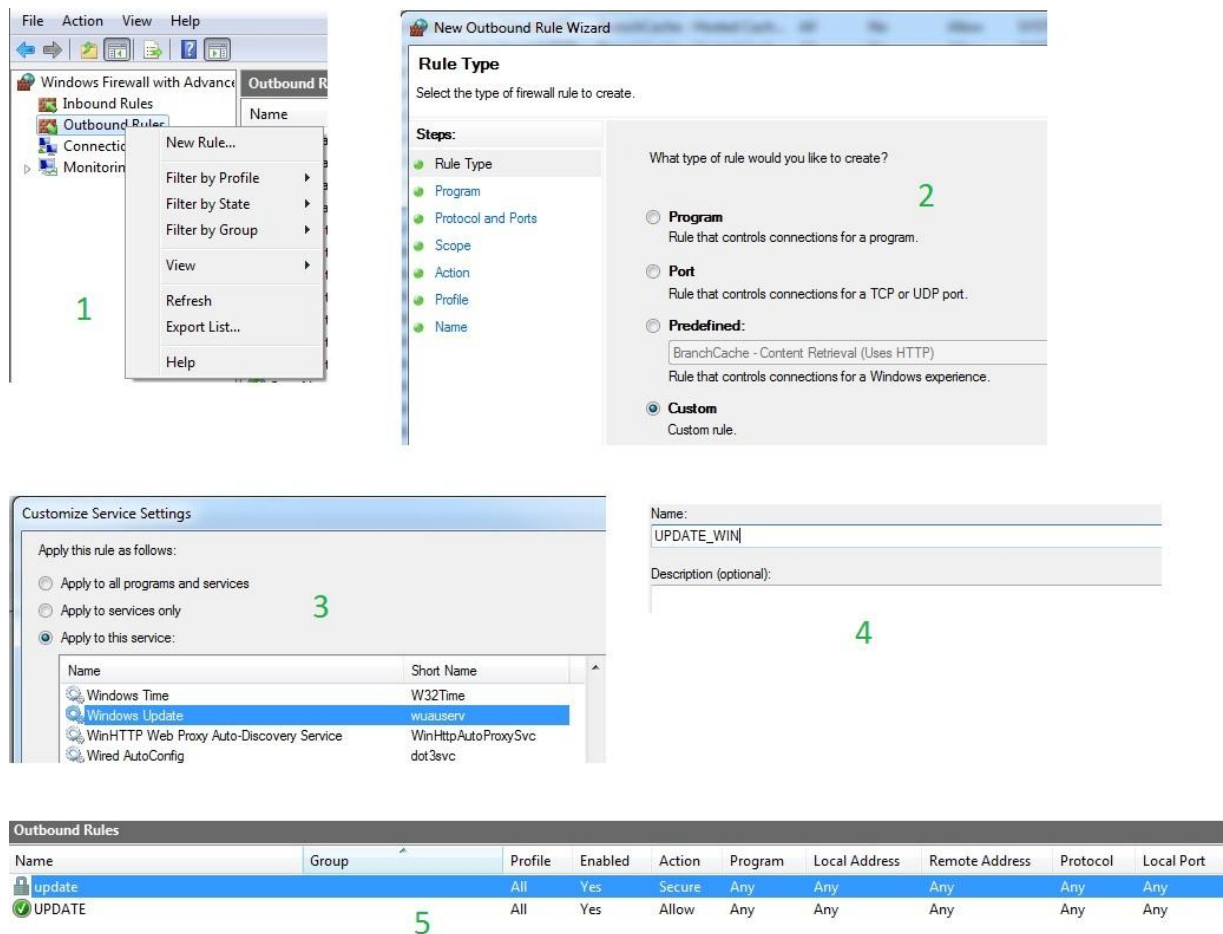 File Action View Help
Windows Firewall with Advance
Inbound Rules
Outbound Rules
Connectio
Monitorin
Outbound R
Name
New Rule...
Filter by Profile
Filter by State
Filter by Group
View
Refresh
Export List...
Help
1
New Outbound Rule Wizard
Rule Type
Select the type of firewall rule to create.
Steps:
Rule Type
Program
Protocol and Ports
Scope
Action
Profile
Name
What type of rule would you like to create?
2
Program
Rule that controls connections for a program.
Port
Rule that controls connections for a TCP or UDP port.
Predefined:
BranchCache - Content Retrieval (Uses HTTP)
Rule that controls connections for a Windows experience.
Custom
Custom rule.
Customize Service Settings
Apply this rule as follows:
Apply to all programs and services
Apply to services only
3
Apply to this service:
Name Short Name
Windows Time W32Time
Windows Update wuauserv
WinHTTP Web Proxy Auto-Discovery Service WinHttpAutoProxySvc
Wired AutoConfig dot3svc
Name:
UPDATE_WIN
Description (optional):
4
Outbound Rules
Name Group Profile Enabled Action Program Local Address Remote Address Protocol Local Port
update All Yes Secure Any Any Any Any Any
UPDATE All Yes Allow Any Any Any Any Any
5